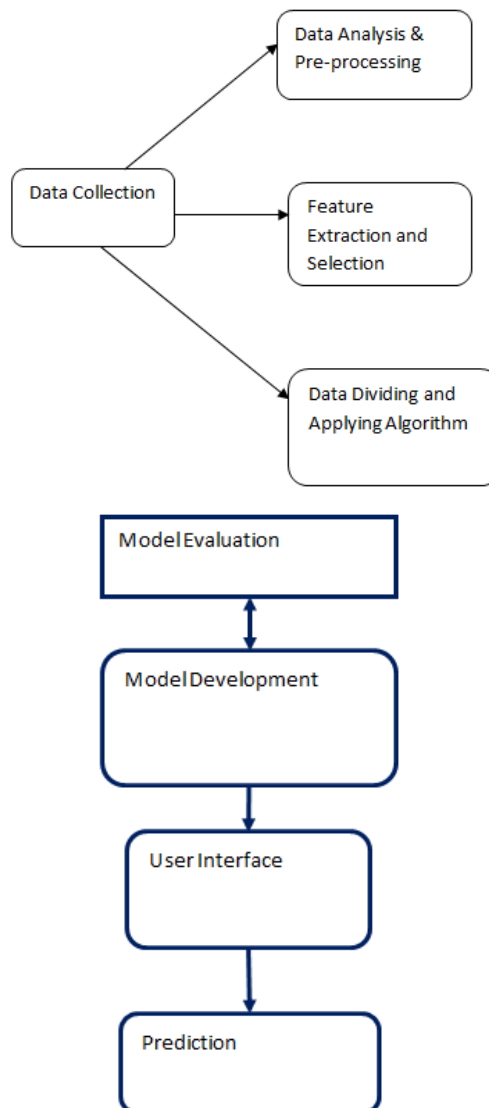 Data Analysis &
Pre-processing
Data Collection
Feature
Extraction and
Selection
Data Dividing and
Applying Algorithm
Model Evaluation
Model Development
User Interface
Prediction